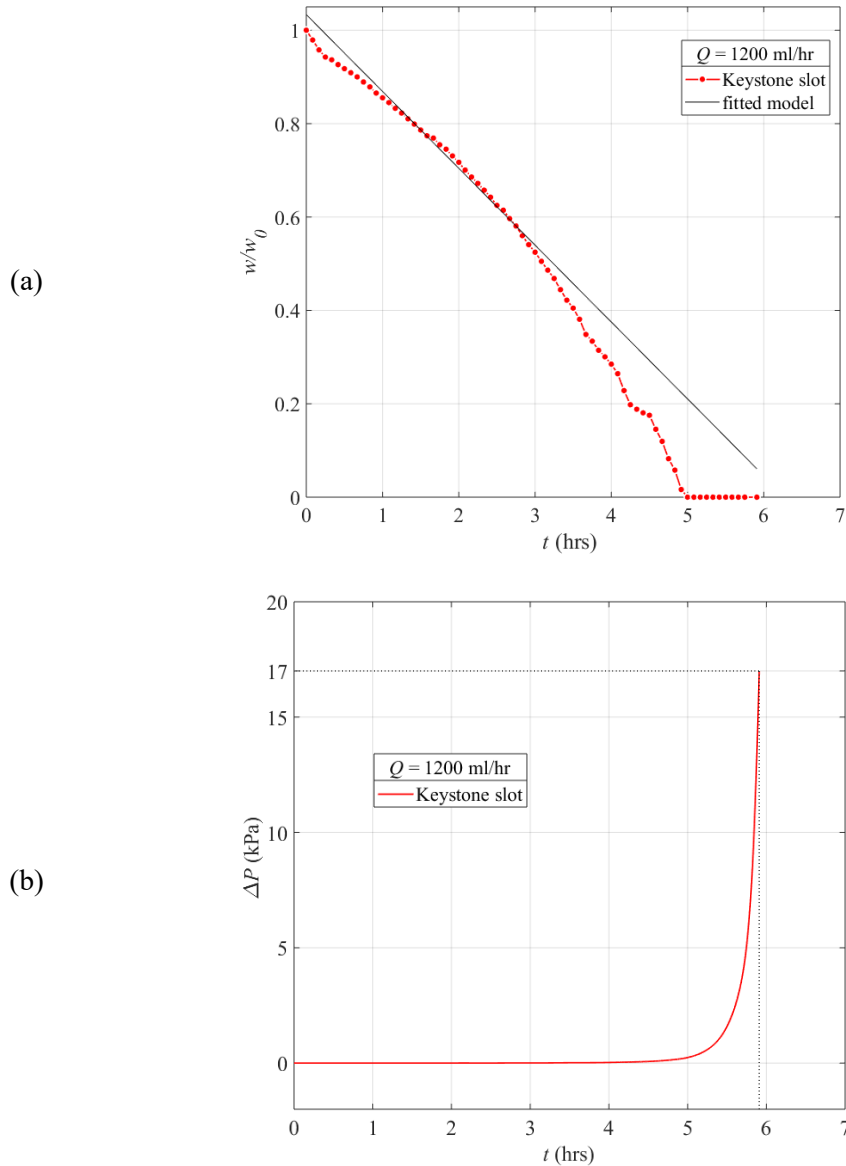 (a)
w/w0
1
0.8
0.6
0.4
0.2
0
Q = 1200 ml/hr
Keystone slot
fitted model
0 1 2 3 4 5 6 7
t (hrs)
(b)
ΔP (kPa)
20
17
15
10
5
0
Q = 1200 ml/hr
Keystone slot
0 1 2 3 4 5 6 7
t (hrs)